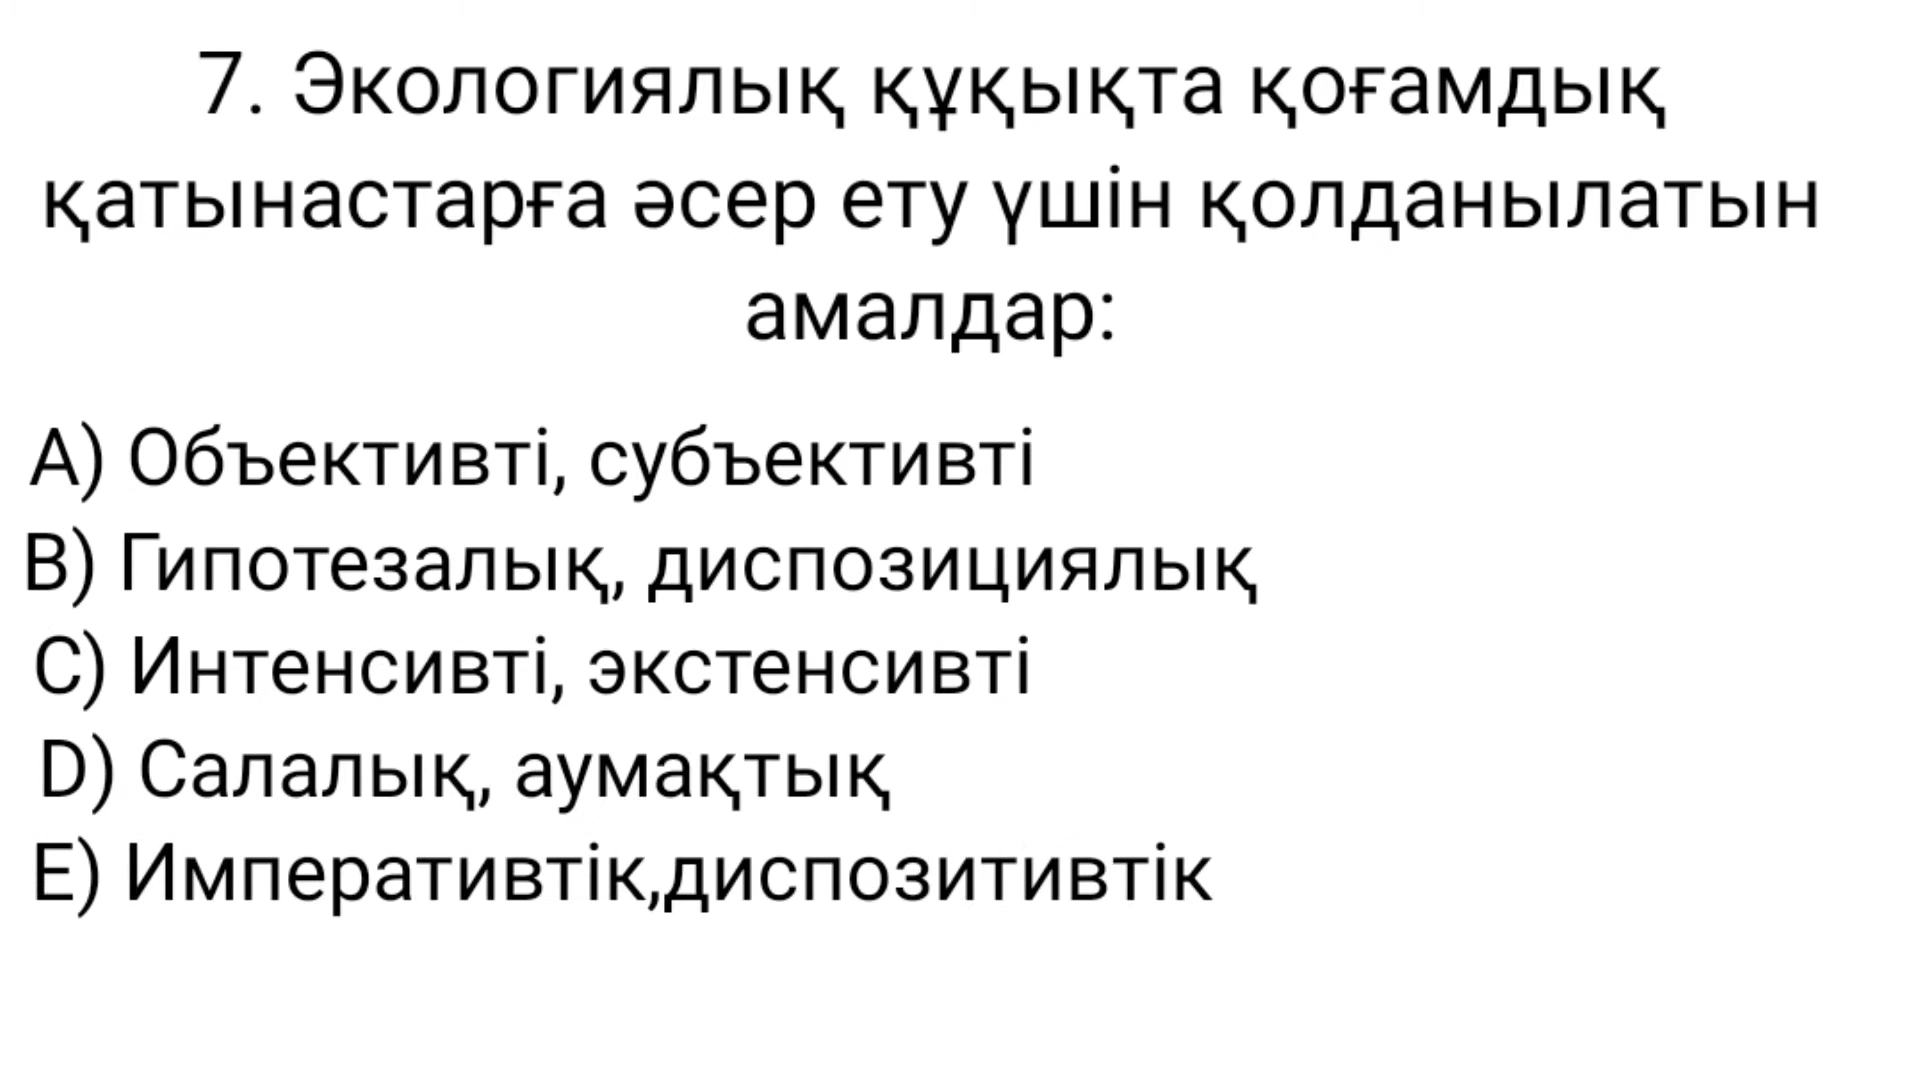 7. Экологиялық құқықта қоғамдық
қатынастарға әсер ету үшін қолданылатын
амалдар:
A) Объективті, субъективті
B) Гипотезалық, диспозициялық
C) Интенсивті, экстенсивті
D) Салалық, аумақтық
E) Императивтік,диспозитивтік